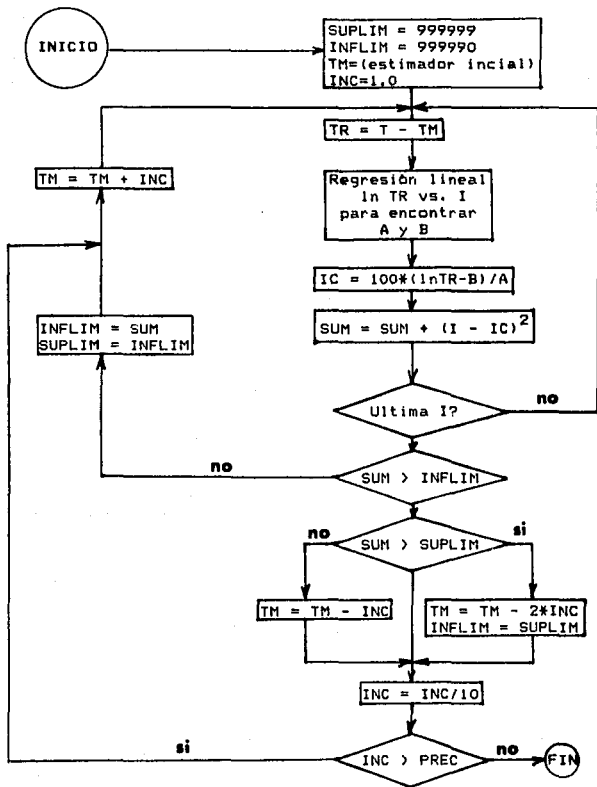 INICIO
SUPLIM = 999999
INFLIM = 999990
TM=(estimador incial)
INC=1.0
TR = T - TM
TM = TM + INC
Regresión lineal
ln TR vs. I
para encontrar
A y B
IC = 100*(lnTR-B)/A
INFLIM = SUM
SUPLIM = INFLIM
SUM = SUM + (I - IC)²
Ultima I?
no
no
SUM > INFLIM
no
SUM > SUPLIM
si
TM = TM - INC
TM = TM - 2*INC
INFLIM = SUPLIM
INC = INC/10
si
INC > PREC
no
FIN